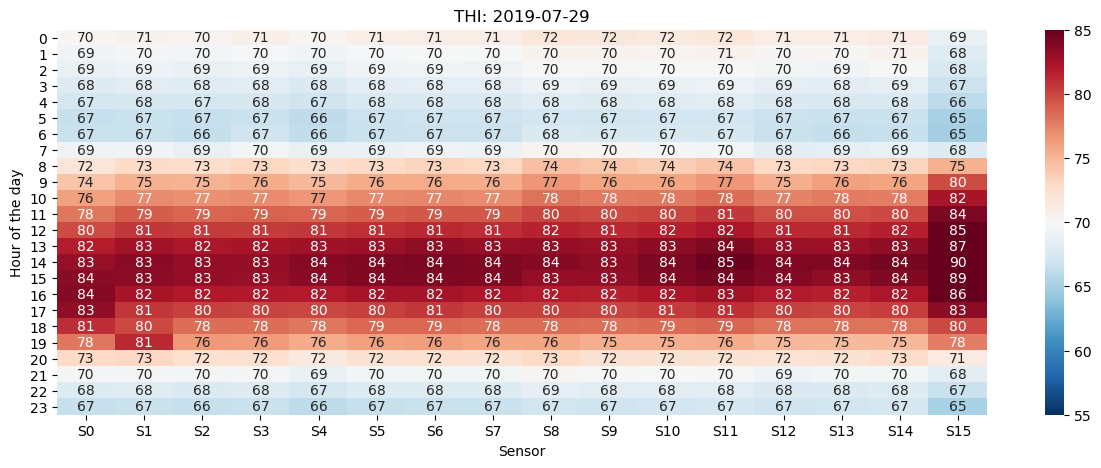 THI: 2019-07-29
Hour of the day
0 70 71 70 71 70 71 71 71 72 72 72 72 71 71 71 69
1 69 70 70 70 70 70 70 70 70 70 70 71 70 70 71 68
2 69 69 69 69 69 69 69 69 70 70 70 70 70 69 70 68
3 68 68 68 68 68 68 68 68 69 69 69 69 68 68 69 67
4 67 68 67 68 67 68 68 68 68 68 68 68 68 68 68 66
5 67 67 67 67 66 67 67 67 67 67 67 67 67 67 67 65
6 67 67 66 67 66 67 67 67 68 67 67 67 67 66 66 65
7 69 69 69 70 69 69 69 69 70 70 70 70 68 69 69 68
8 72 73 73 73 73 73 73 73 74 74 74 74 73 73 73 75
9 74 75 75 76 75 76 76 76 77 76 76 77 75 76 76 80
10 76 77 77 77 77 77 77 77 78 78 78 78 77 78 78 82
11 78 79 79 79 79 79 79 79 80 80 80 81 80 80 80 84
12 80 81 81 81 81 81 81 81 82 81 82 82 81 81 82 85
13 82 83 82 82 83 83 83 83 83 83 83 84 83 83 83 87
14 83 83 83 83 84 84 84 84 84 83 84 85 84 84 84 90
15 84 83 83 83 84 84 84 84 83 83 84 84 84 83 84 89
16 84 82 82 82 82 82 82 82 82 82 82 83 82 82 82 86
17 83 81 80 80 80 80 81 80 80 80 81 81 80 80 80 83
18 81 80 78 78 78 79 79 78 78 78 79 79 78 78 78 80
19 78 81 76 76 76 76 76 76 76 75 75 76 75 75 75 78
20 73 73 72 72 72 72 72 72 73 72 72 72 72 72 73 71
21 70 70 70 70 69 70 70 70 70 70 70 70 69 70 70 68
22 68 68 68 68 67 68 68 68 69 68 68 68 68 68 68 67
23 67 67 66 67 66 67 67 67 67 67 67 67 67 67 67 65
S0 S1 S2 S3 S4 S5 S6 S7 S8 S9 S10 S11 S12 S13 S14 S15
Sensor
85
80
75
70
65
60
55